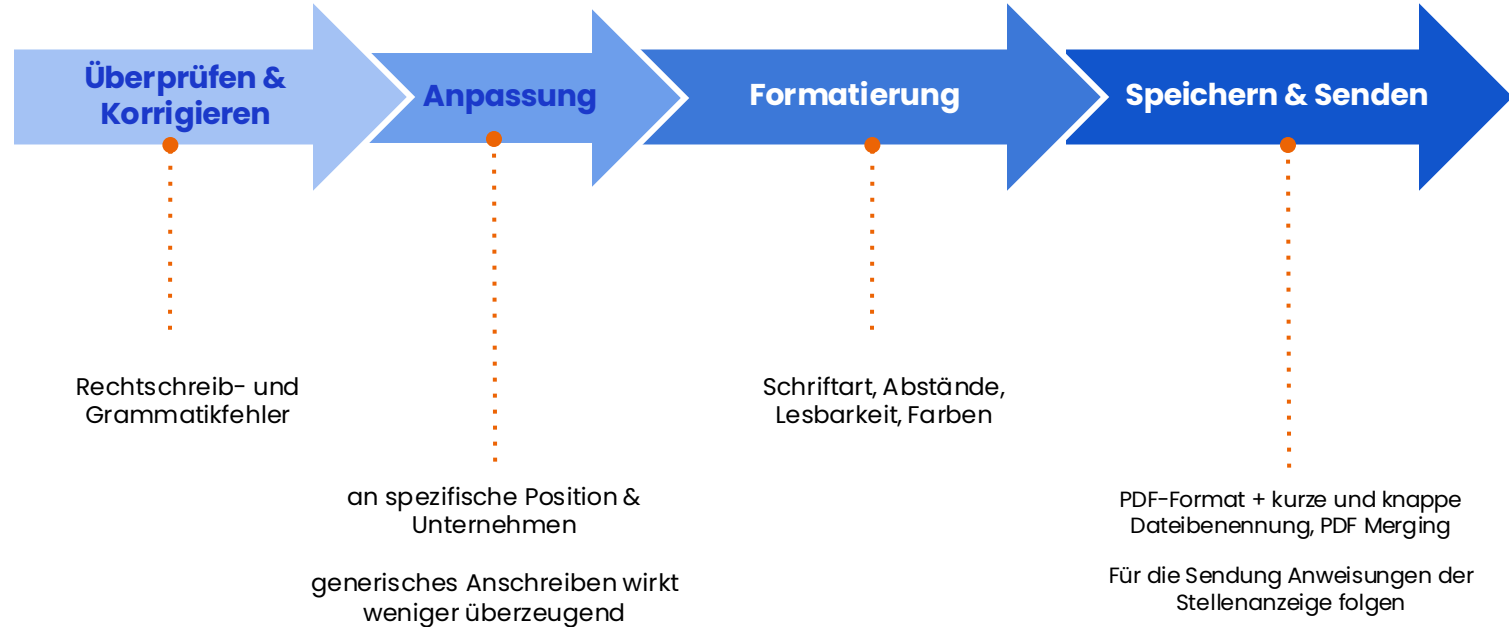 Überprüfen &
Korrigieren
Anpassung
Formatierung
Speichern & Senden
Rechtschreib- und
Grammatikfehler
an spezifische Position &
Unternehmen
generisches Anschreiben wirkt
weniger überzeugend
Schriftart, Abstände,
Lesbarkeit, Farben
PDF-Format + kurze und knappe
Dateibenennung, PDF Merging
Für die Sendung Anweisungen der
Stellenanzeige folgen